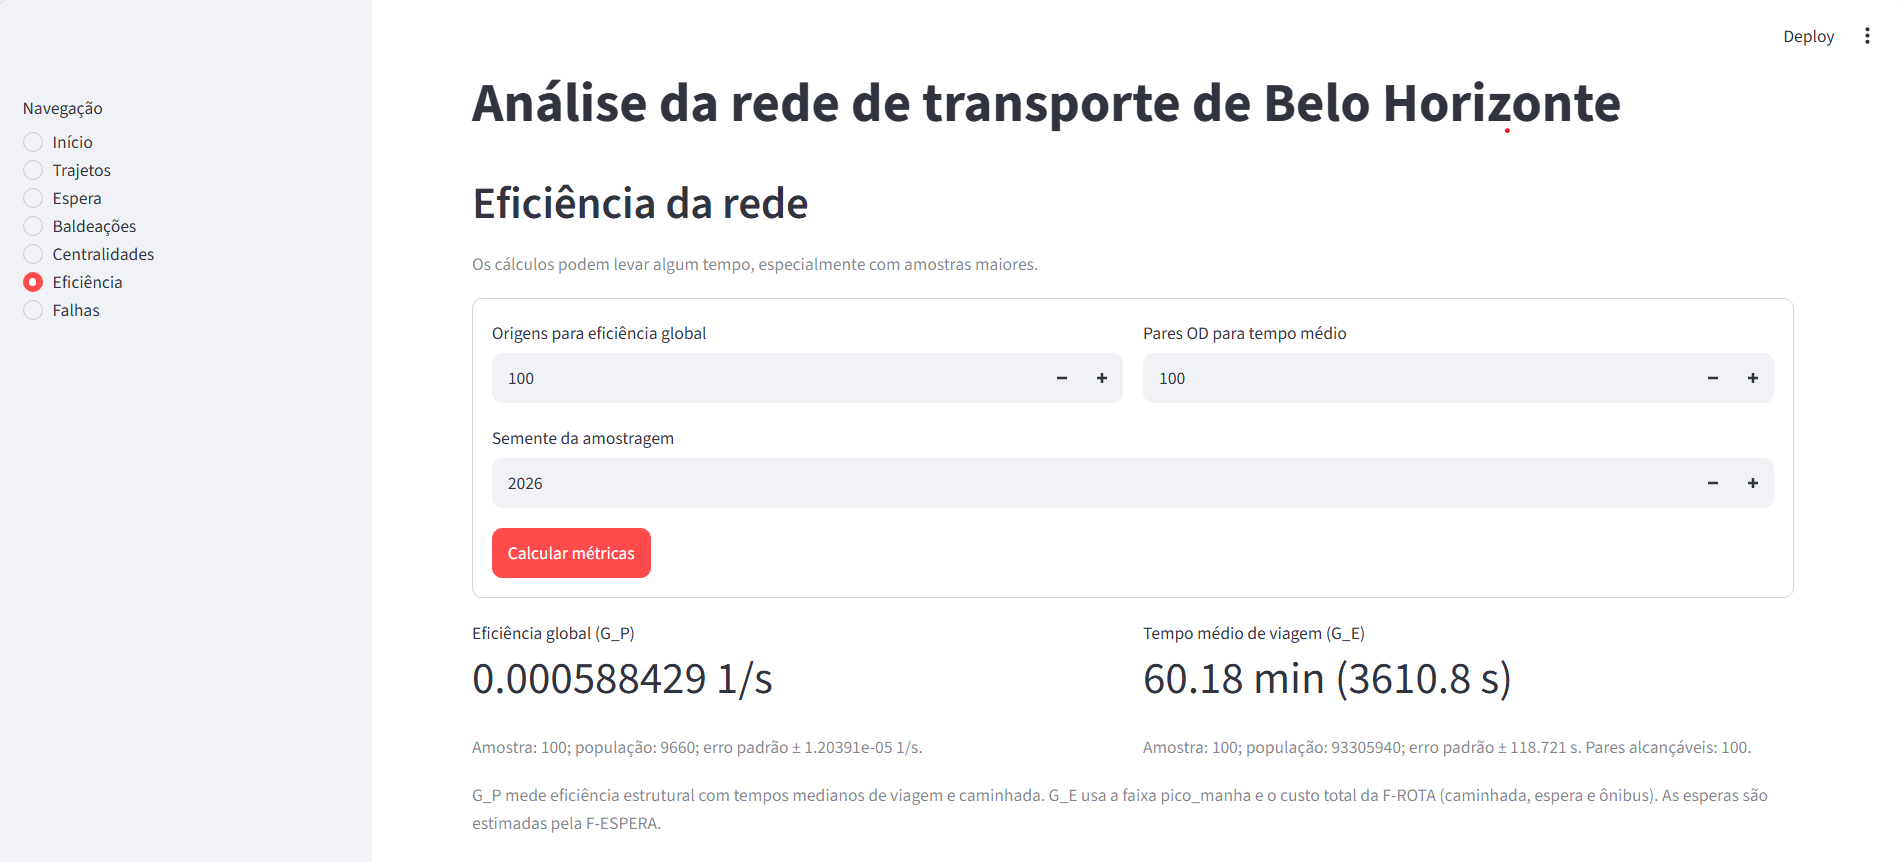 Deploy
Navegação
Início
Trajetos
Espera
Baldeações
Centralidades
Eficiência
Falhas
Análise da rede de transporte de Belo Horizonte
Eficiência da rede
Os cálculos podem levar algum tempo, especialmente com amostras maiores.
Origens para eficiência global
100
Pares OD para tempo médio
100
Semente da amostragem
2026
Calcular métricas
Eficiência global (G_P)
0.000588429 1/s
Amostra: 100; população: 9660; erro padrão ± 1.20391e-05 1/s.
Tempo médio de viagem (G_E)
60.18 min (3610.8 s)
Amostra: 100; população: 93305940; erro padrão ± 118.721 s. Pares alcançáveis: 100.
G_P mede eficiência estrutural com tempos medianos de viagem e caminhada. G_E usa a faixa pico_manha e o custo total da F-ROTA (caminhada, espera e ônibus). As esperas são
estimadas pela F-ESPERA.